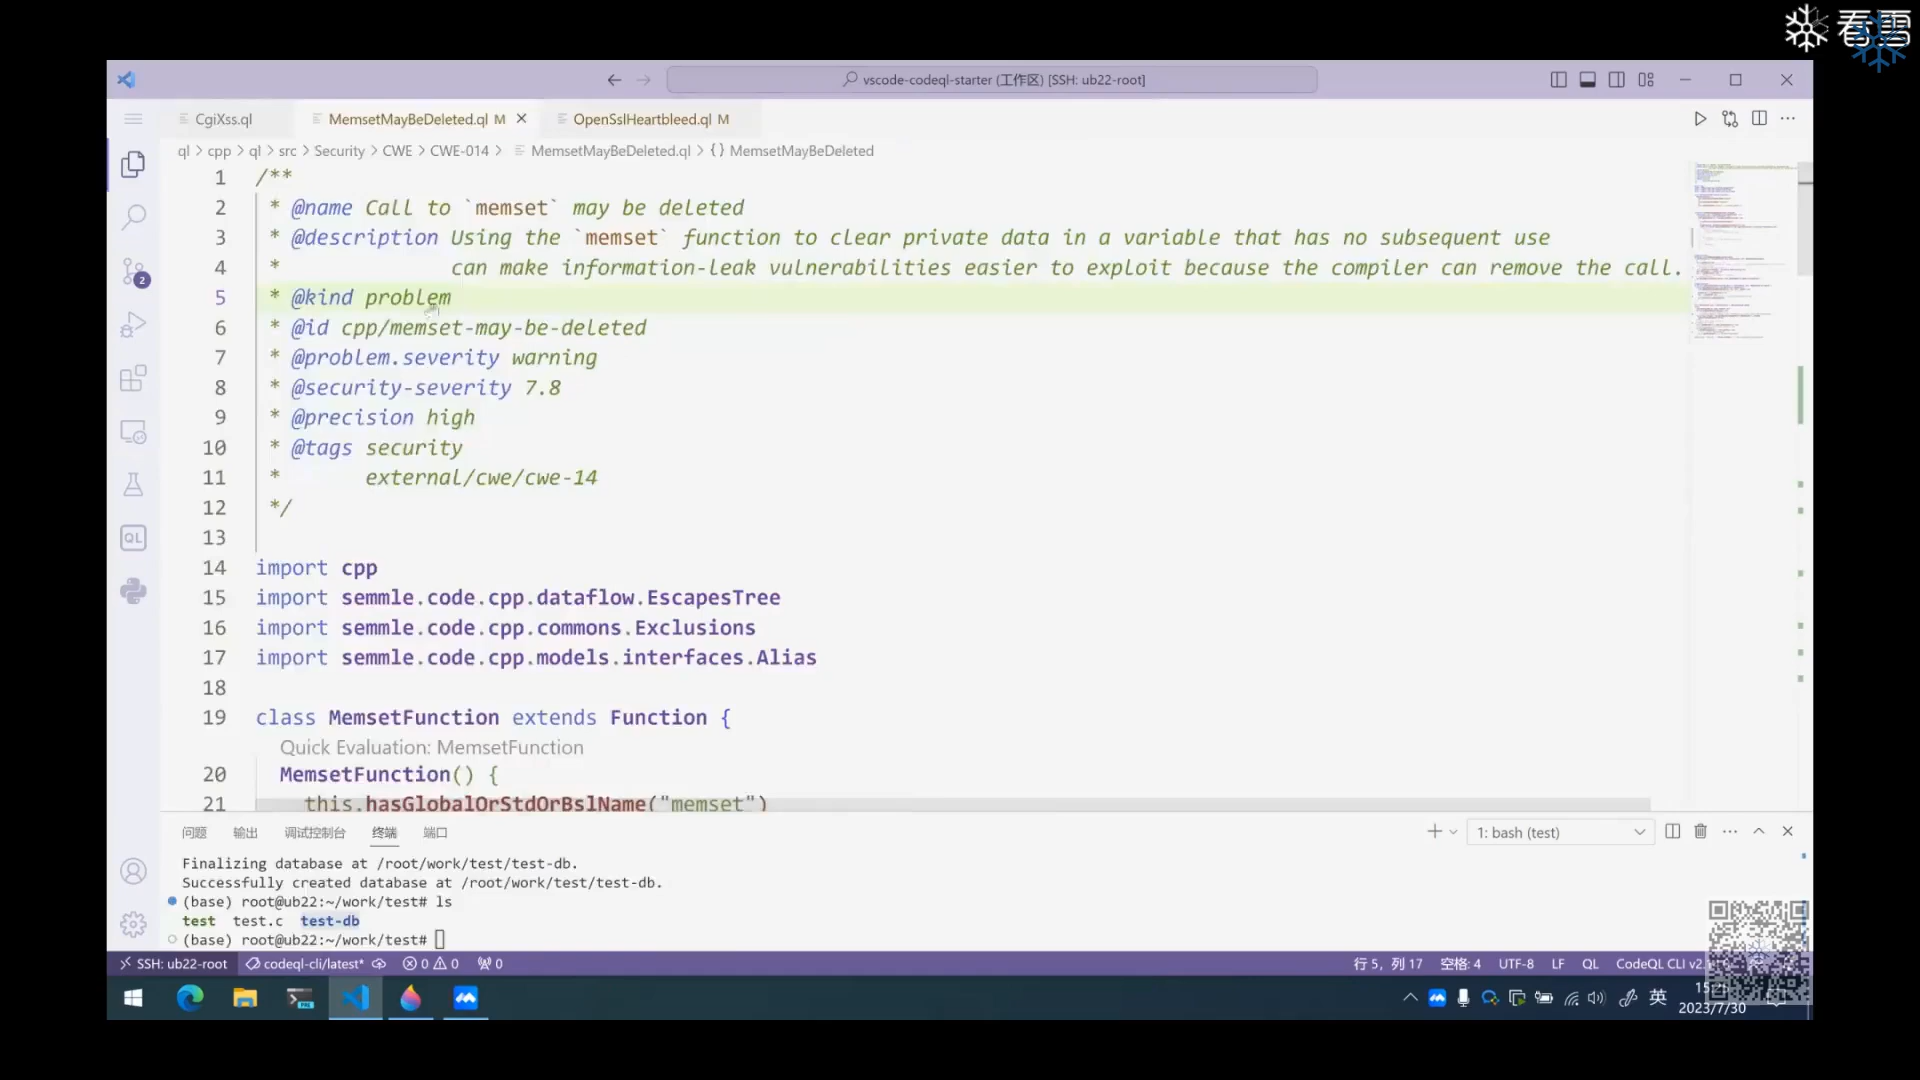 看雪
vscode-codeql-starter (工作区) [SSH: ub22-root]
CgiXss.ql
MemsetMayBeDeleted.ql M
OpenSslHeartbleed.ql M
ql > cpp > ql > src > Security > CWE > CWE-014 > MemsetMayBeDeleted.ql > {} MemsetMayBeDeleted
1 /**
2 * @name Call to `memset` may be deleted
3 * @description Using the `memset` function to clear private data in a variable that has no subsequent use
4 * can make information-leak vulnerabilities easier to exploit because the compiler can remove the call.
5 * @kind problem
6 * @id cpp/memset-may-be-deleted
7 * @problem.severity warning
8 * @security-severity 7.8
9 * @precision high
10 * @tags security
11 * external/cwe/cwe-14
12 */
13
14 import cpp
15 import semmle.code.cpp.dataflow.EscapesTree
16 import semmle.code.cpp.commons.Exclusions
17 import semmle.code.cpp.models.interfaces.Alias
18
19 class MemsetFunction extends Function {
Quick Evaluation: MemsetFunction
20 MemsetFunction() {
21 this.hasGlobalOrStdOrBslName("memset")
2
QL
问题 输出 调试控制台 终端 端口
1: bash (test)
Finalizing database at /root/work/test/test-db.
Successfully created database at /root/work/test/test-db.
(base) root@ub22:~/work/test# ls
test test.c test-db
(base) root@ub22:~/work/test#
SSH: ub22-root codeql-cli/latest* 0 0 0
行 5，列 17 空格: 4 UTF-8 LF QL CodeQL CLI v2.
英
2023/7/30